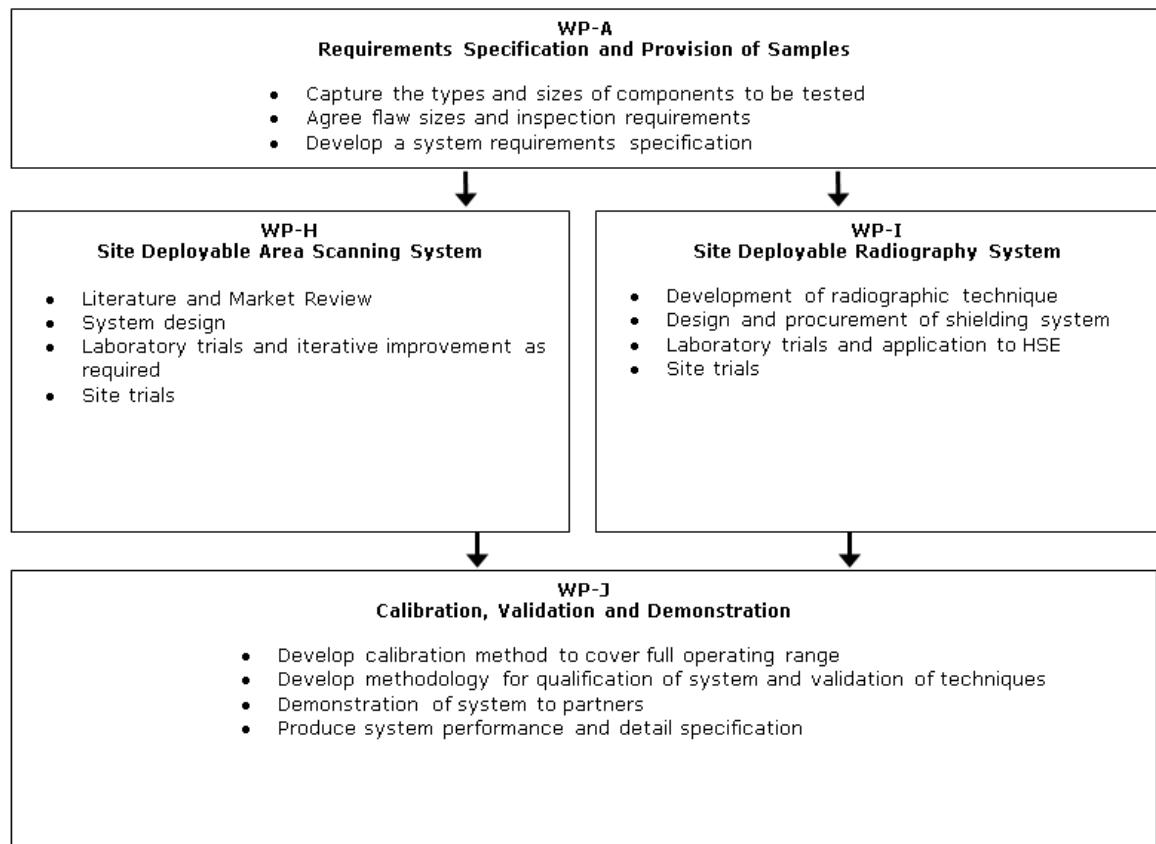 WP-A
Requirements Specification and Provision of Samples
• Capture the types and sizes of components to be tested
• Agree flaw sizes and inspection requirements
• Develop a system requirements specification
WP-H
Site Deployable Area Scanning System
• Literature and Market Review
• System design
• Laboratory trials and iterative improvement as
required
• Site trials
WP-I
Site Deployable Radiography System
• Development of radiographic technique
• Design and procurement of shielding system
• Laboratory trials and application to HSE
• Site trials
WP-J
Calibration, Validation and Demonstration
• Develop calibration method to cover full operating range
• Develop methodology for qualification of system and validation of techniques
• Demonstration of system to partners
• Produce system performance and detail specification